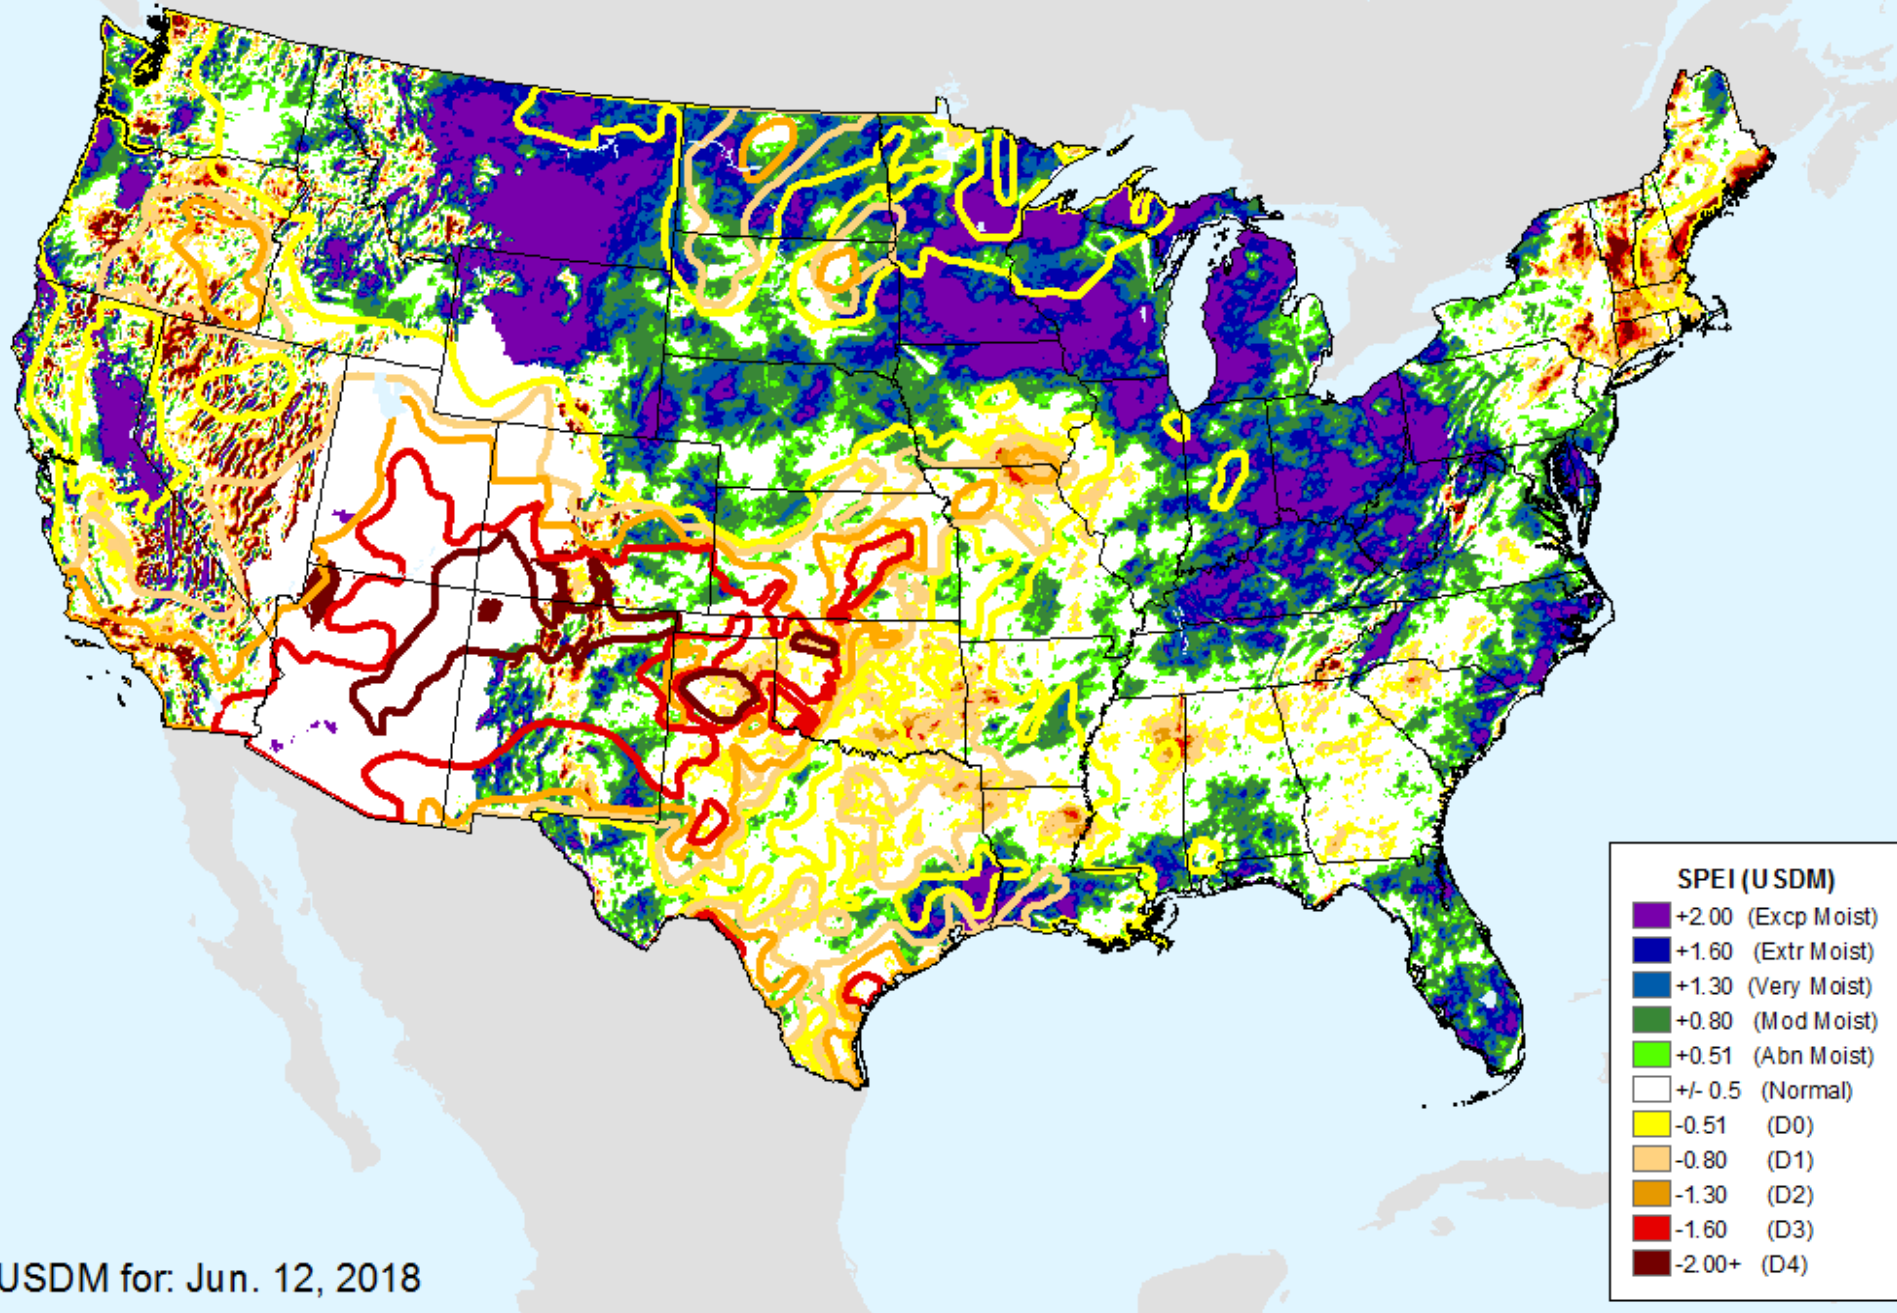 SPEI (USDM)
+2.00 (Excp Moist)
+1.60 (Extr Moist)
+1.30 (Very Moist)
+0.80 (Mod Moist)
+0.51 (Abn Moist)
+/- 0.5 (Normal)
-0.51 (D0)
-0.80 (D1)
-1.30 (D2)
-1.60 (D3)
-2.00+ (D4)
USDM for: Jun. 12, 2018